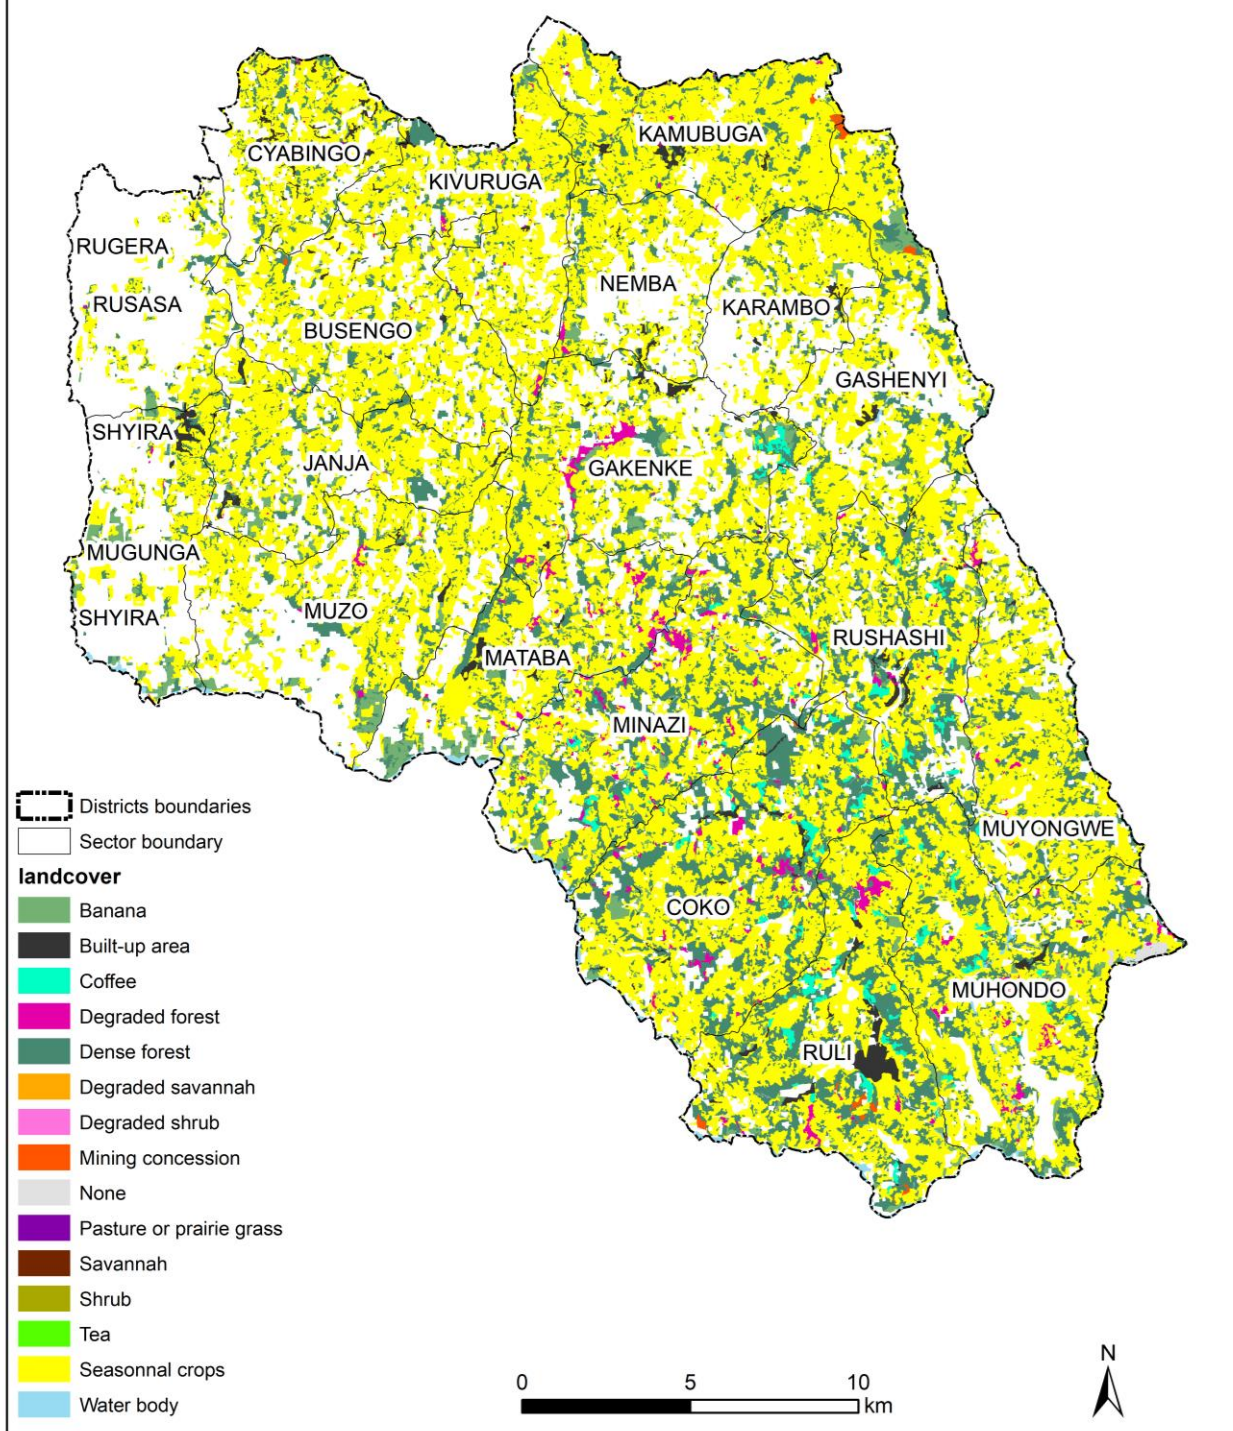 KAMUBUGA
CYABINGO
KIVURUGA
RUGERA
NEMBA
RUSASA
KARAMBO
BUSENGO
GASHENYI
SHYIRA
JANJA
GAKENKE
MUGUNGA
MUZO
SHYIRA
RUSHASHI
MATABA
MINAZI
Districts boundaries
MUYONGWE
Sector boundary
landcover
COKO
Banana
Built-up area
Coffee
MUHONDO
Degraded forest
RULI
Dense forest
Degraded savannah
Degraded shrub
Mining concession
None
Pasture or prairie grass
Savannah
Shrub
Tea
Seasonnal crops
Water body
0 5 10
km
N